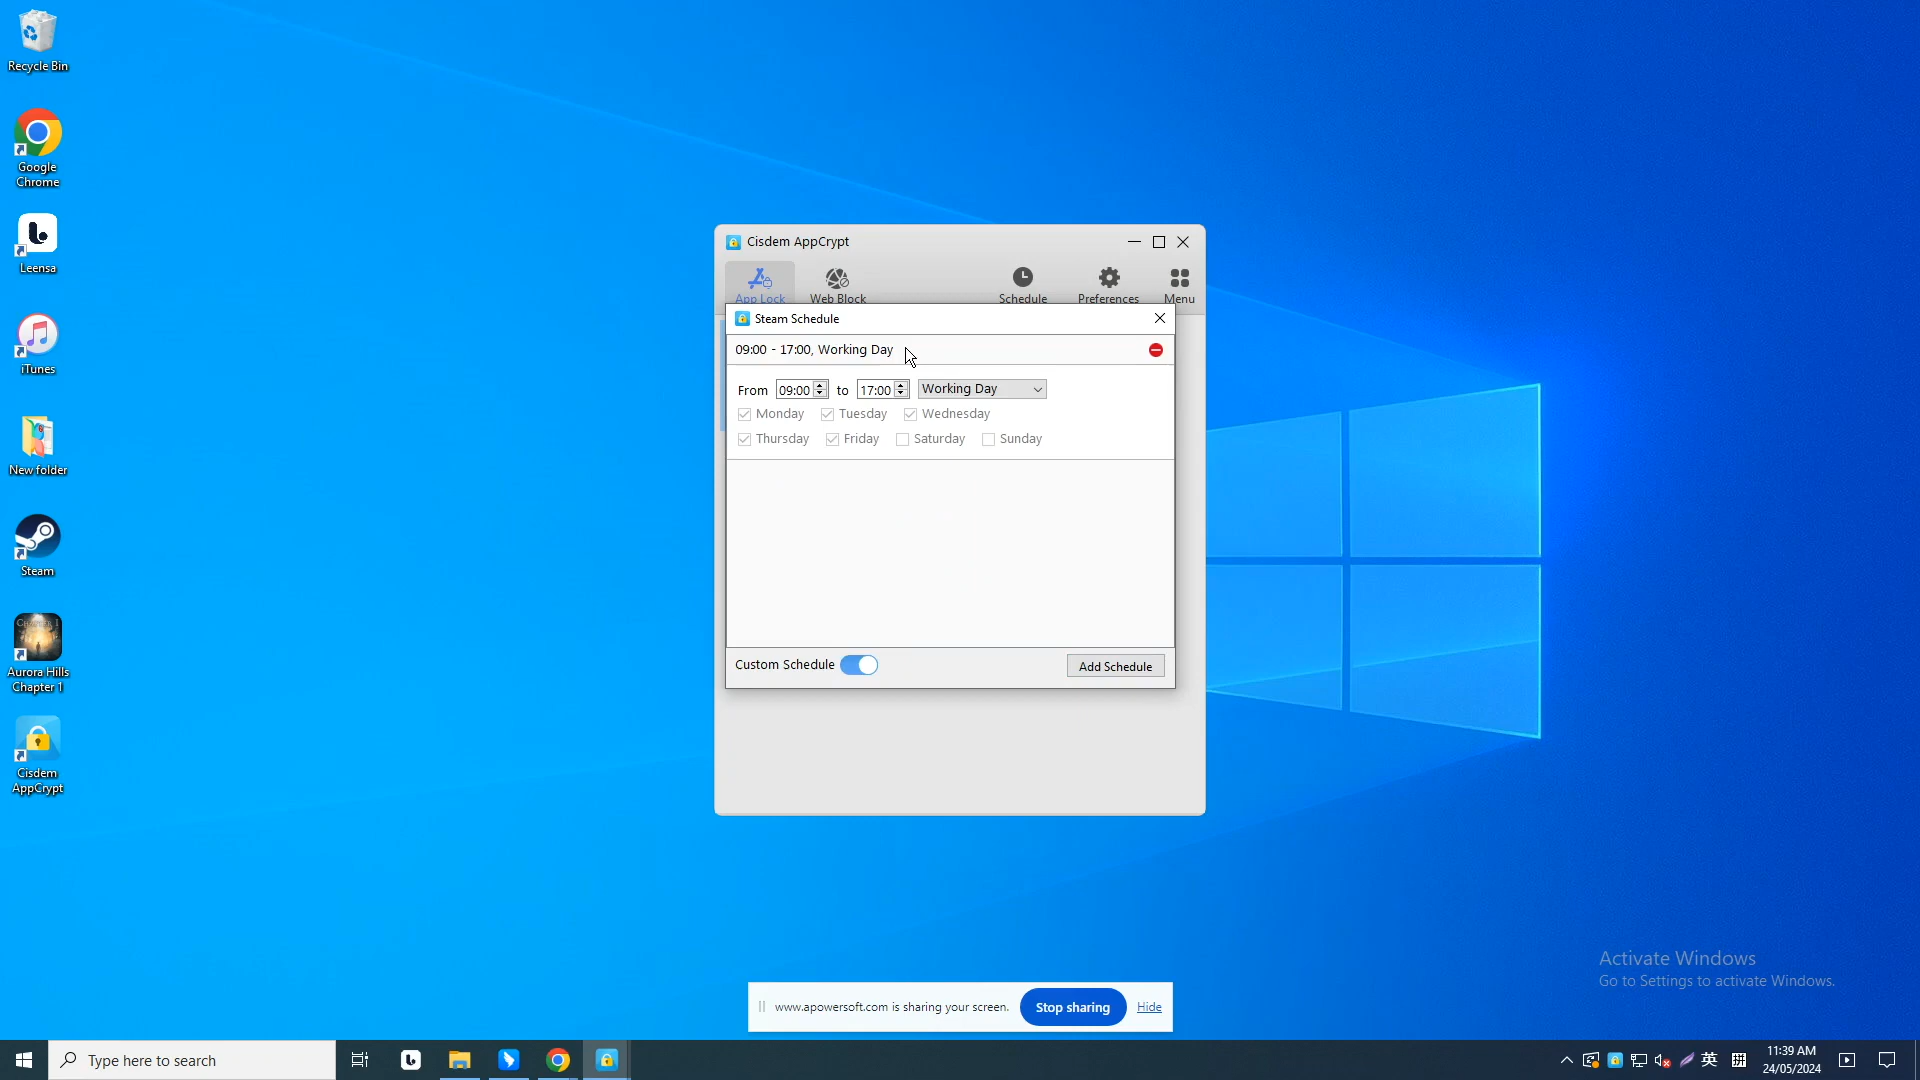 Recycle Bin
Google
Chrome
Leensa
iTunes
New folder
Steam
Aurora Hills
Chapter 1
Cisdem
AppCrypt
Cisdem AppCrypt
App Lock
Web Block
Schedule
Preferences
Menu
Steam Schedule
09:00 - 17:00, Working Day
From 09:00 to 17:00 Working Day
Monday Tuesday Wednesday
Thursday Friday Saturday Sunday
Custom Schedule
Add Schedule
Activate Windows
Go to Settings to activate Windows.
www.apowersoft.com is sharing your screen.
Stop sharing
Hide
Type here to search
英
拼
11:39 AM
24/05/2024